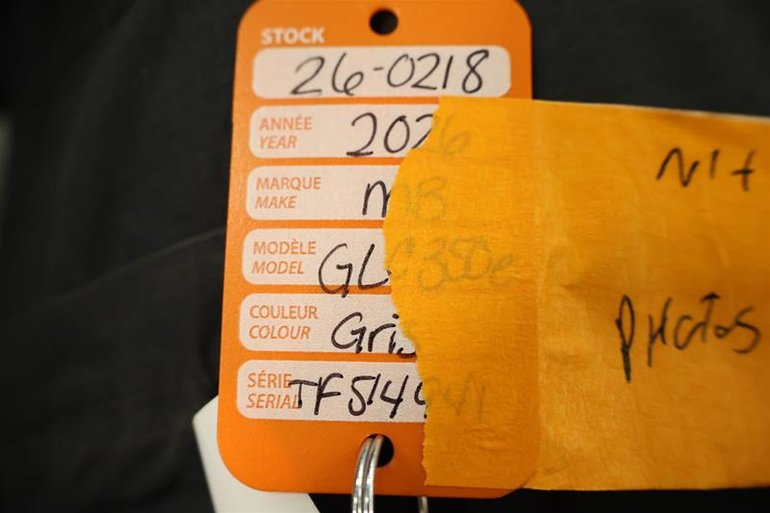 STOCK
26-0218
ANNÉE
YEAR
2026
MARQUE
MAKE
MB
MODÈLE
MODEL
GLC350e
COULEUR
COLOUR
Gris
SÉRIE
SERIAL
TF514941
PHOTOS